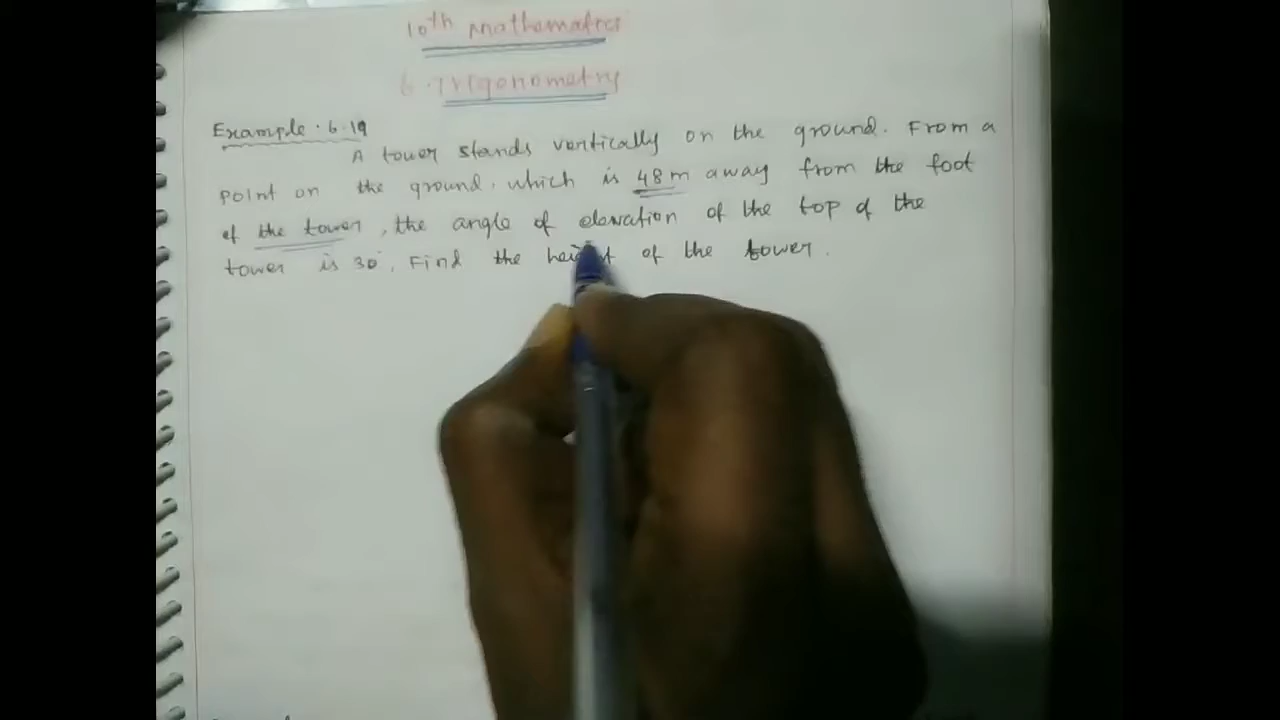 10th Mathematics
6. Trigonometry
Example. 6.19
A tower stands vertically on the ground. From a
point on the ground, which is 48m away from the foot
of the tower, the angle of elevation of the top of the
tower is 30°, Find the height of the tower.